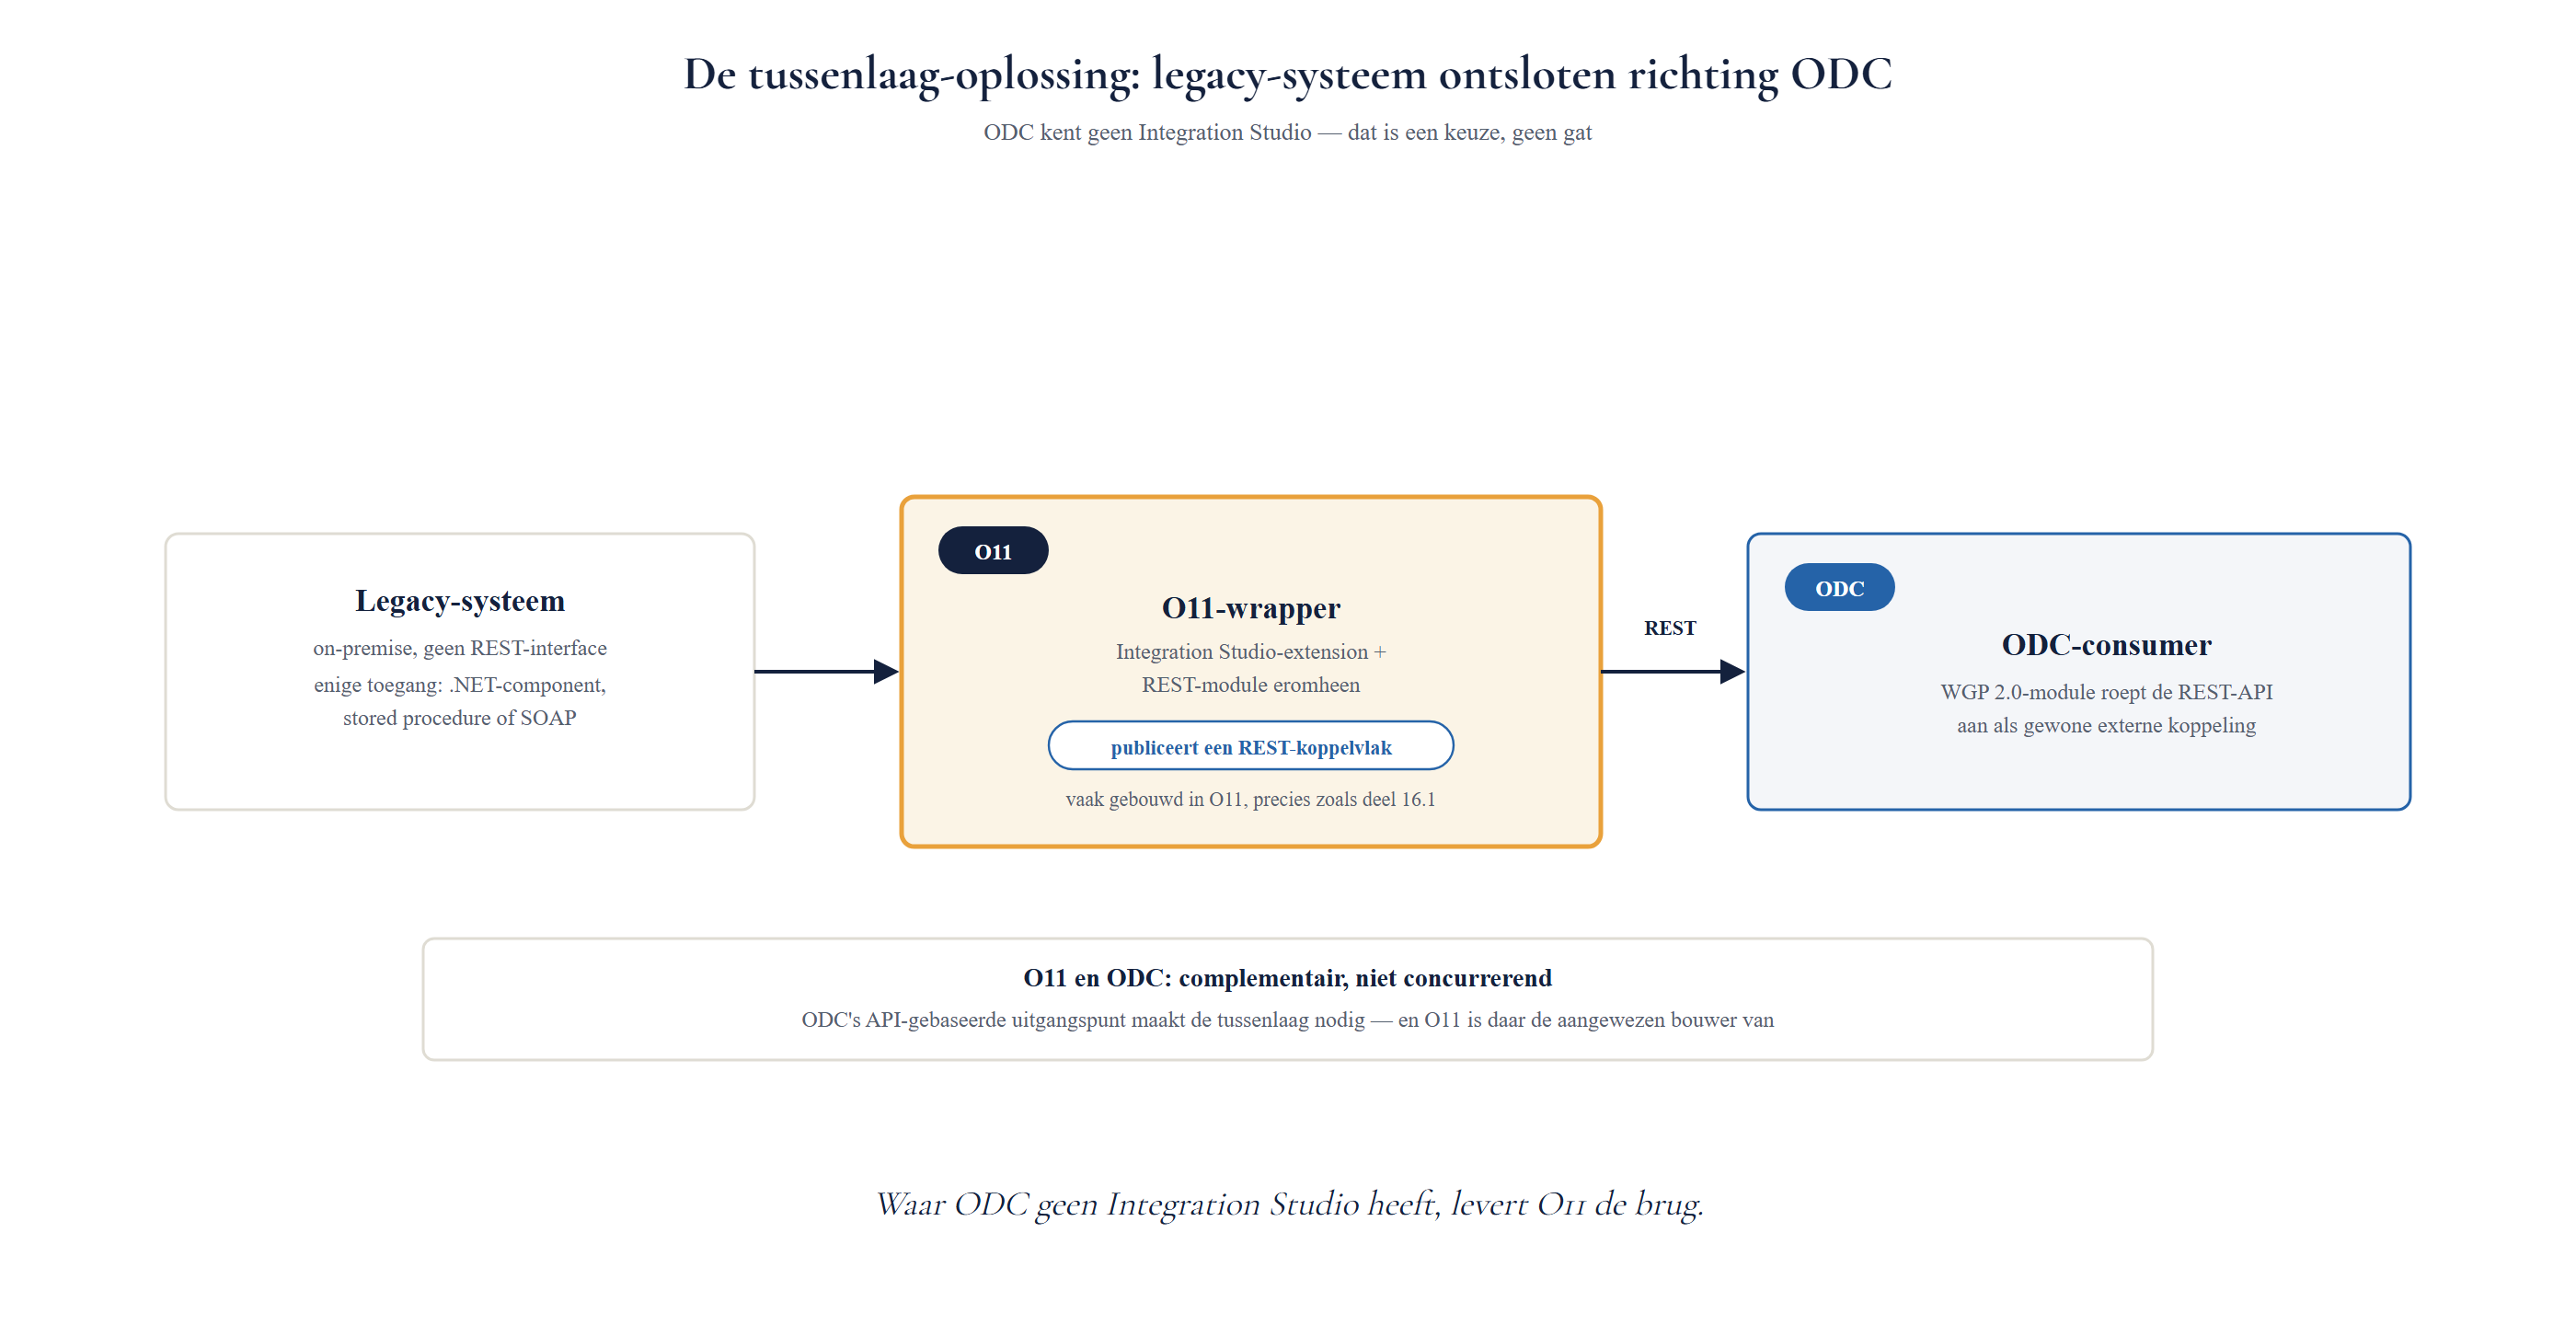 De tussenlaag-oplossing: legacy-systeem ontsloten richting ODC
ODC kent geen Integration Studio — dat is een keuze, geen gat
Legacy-systeem
on-premise, geen REST-interface
enige toegang: .NET-component,
stored procedure of SOAP
O11
O11-wrapper
Integration Studio-extension +
REST-module eromheen
publiceert een REST-koppelvlak
vaak gebouwd in O11, precies zoals deel 16.1
REST
ODC
ODC-consumer
WGP 2.0-module roept de REST-API
aan als gewone externe koppeling
O11 en ODC: complementair, niet concurrerend
ODC's API-gebaseerde uitgangspunt maakt de tussenlaag nodig — en O11 is daar de aangewezen bouwer van
Waar ODC geen Integration Studio heeft, levert O11 de brug.